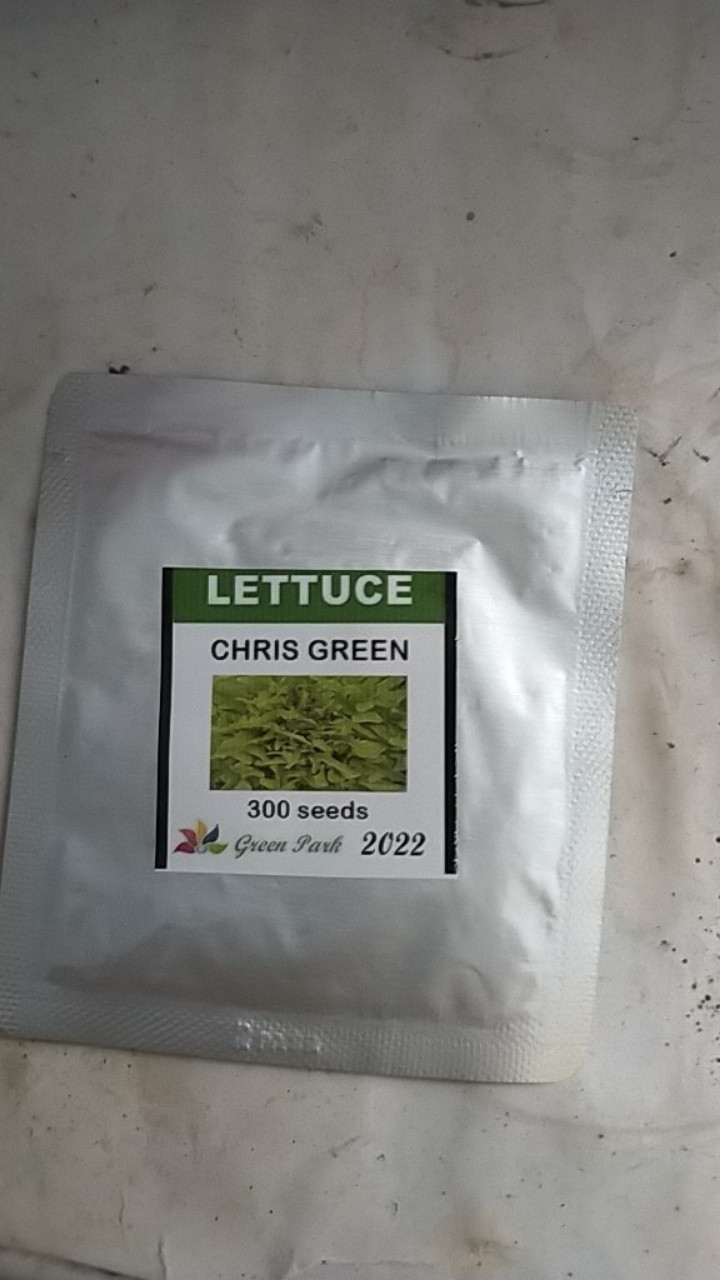 LETTUCE
CHRIS GREEN
300 seeds
Green Park 2022